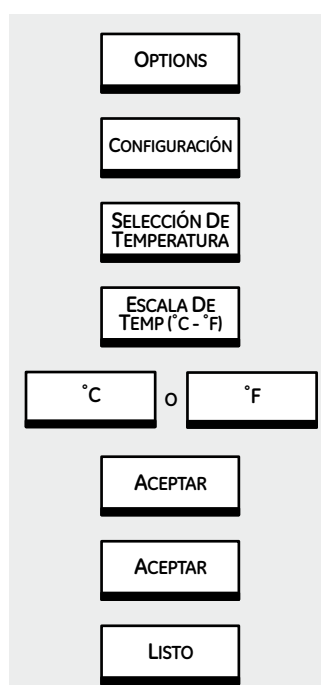 OPTIONS
CONFIGURACIÓN
SELECCIÓN DE
TEMPERATURA
ESCALA DE
TEMP (˚C - ˚F)
˚C o ˚F
ACEPTAR
ACEPTAR
LISTO